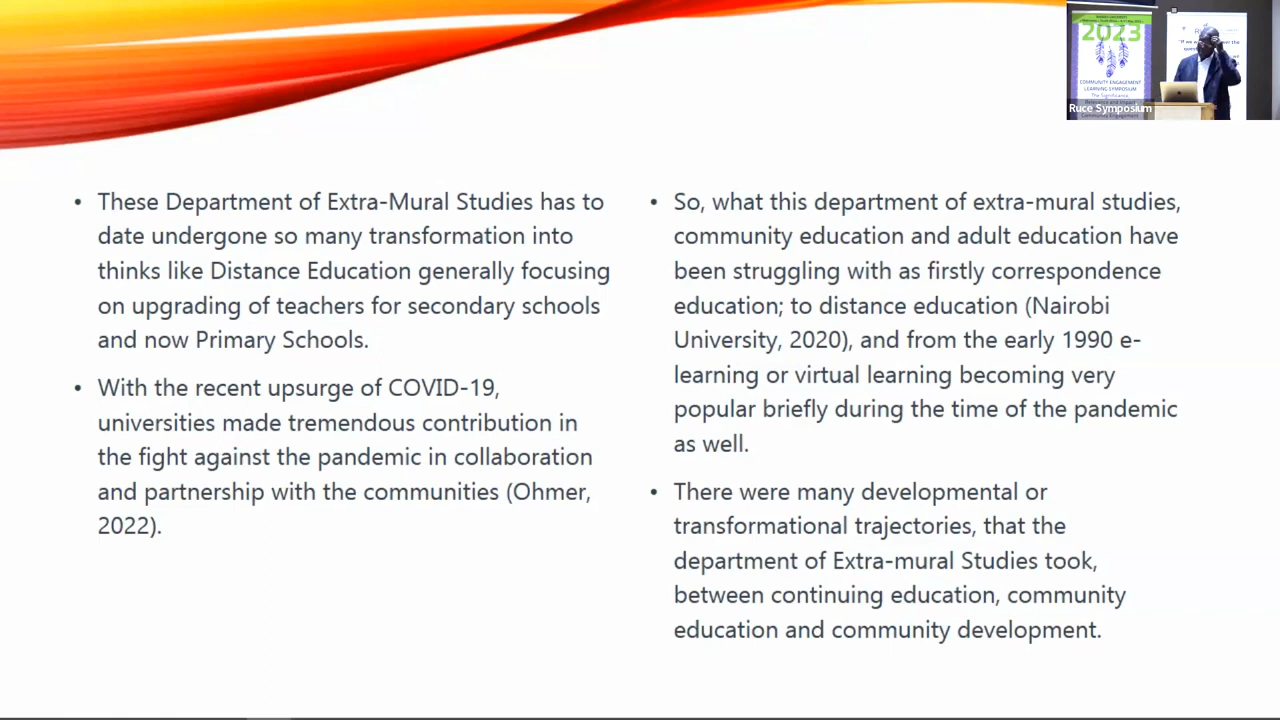 • These Department of Extra-Mural Studies has to
date undergone so many transformation into
thinks like Distance Education generally focusing
on upgrading of teachers for secondary schools
and now Primary Schools.
• With the recent upsurge of COVID-19,
universities made tremendous contribution in
the fight against the pandemic in collaboration
and partnership with the communities (Ohmer,
2022).
• So, what this department of extra-mural studies,
community education and adult education have
been struggling with as firstly correspondence
education; to distance education (Nairobi
University, 2020), and from the early 1990 e-
learning or virtual learning becoming very
popular briefly during the time of the pandemic
as well.
• There were many developmental or
transformational trajectories, that the
department of Extra-mural Studies took,
between continuing education, community
education and community development.
2023
COMMUNITY ENGAGEMENT
LEARNING SYMPOSIUM
The Significance,
Relevance and Impact
Community Engagement
Ruce Symposium